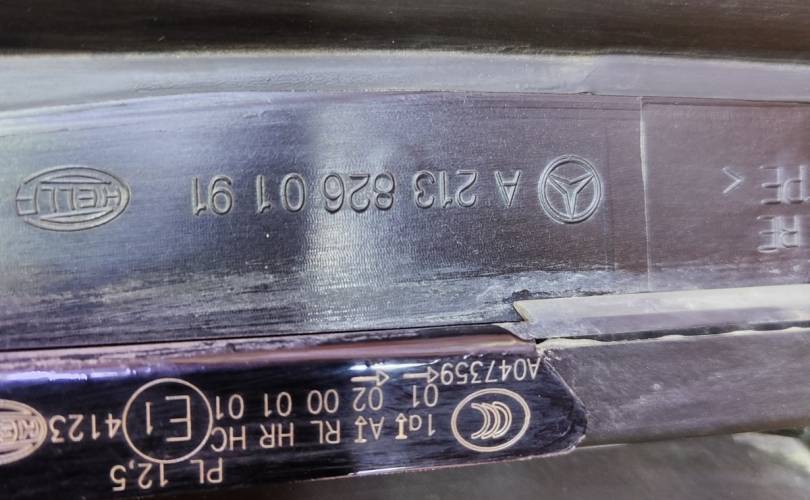 PL 12,5
1a A RL HR HC E1 4123
01 02 00 01 01
A047359
A 213 826 01 91 HELLA